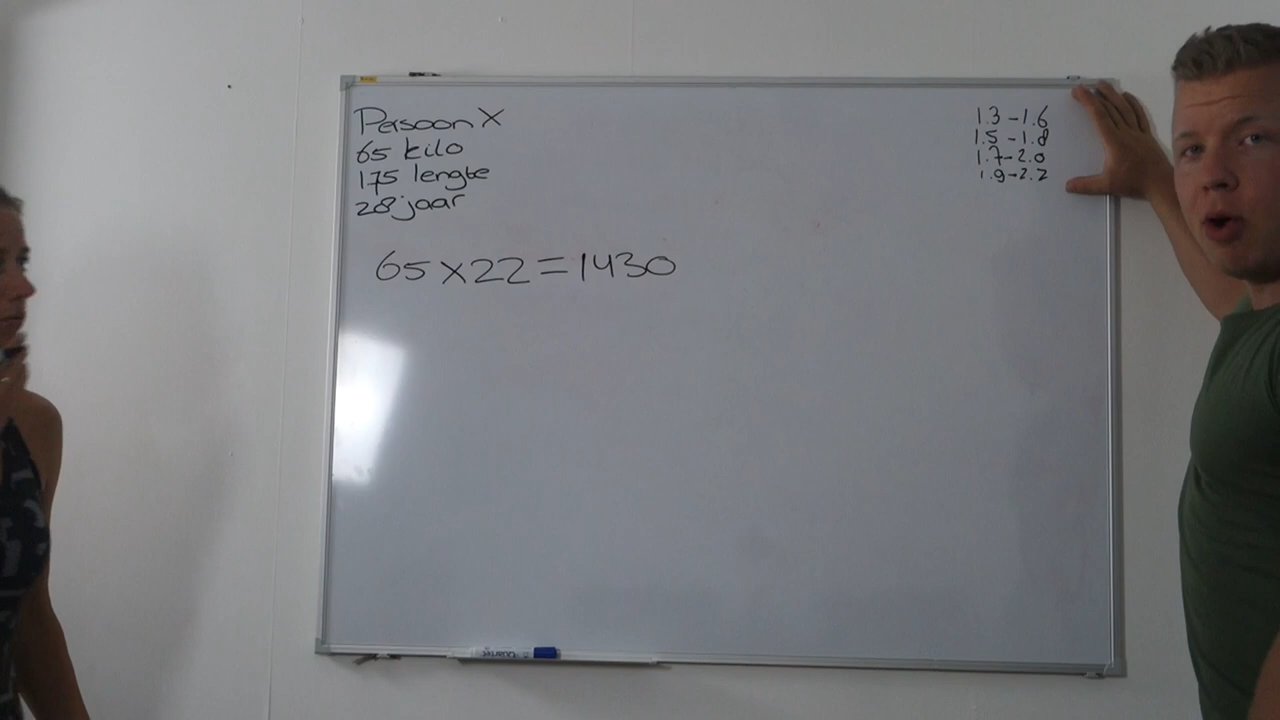 Persoon X
65 kilo
175 lengte
28 jaar
65 x 22 = 1430
1.3 - 1.6
1.5 - 1.8
1.7 - 2.0
1.9 - 2.2